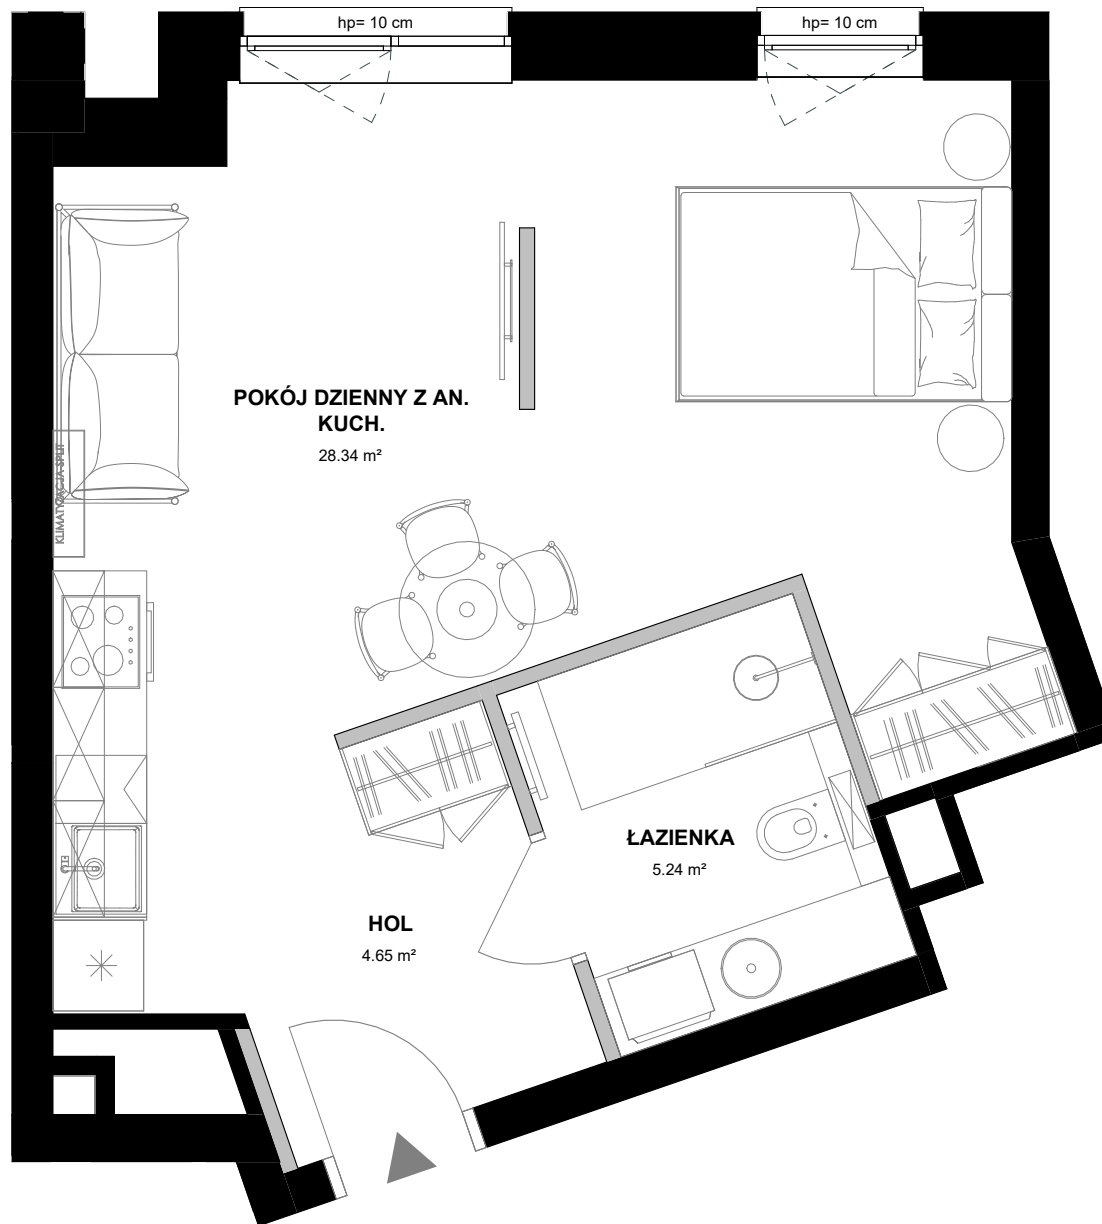 hp= 10 cm
hp= 10 cm
POKÓJ DZIENNY Z AN.
KUCH.
28.34 m²
KLIMATYZACJA SPLIT
ŁAZIENKA
5.24 m²
HOL
4.65 m²